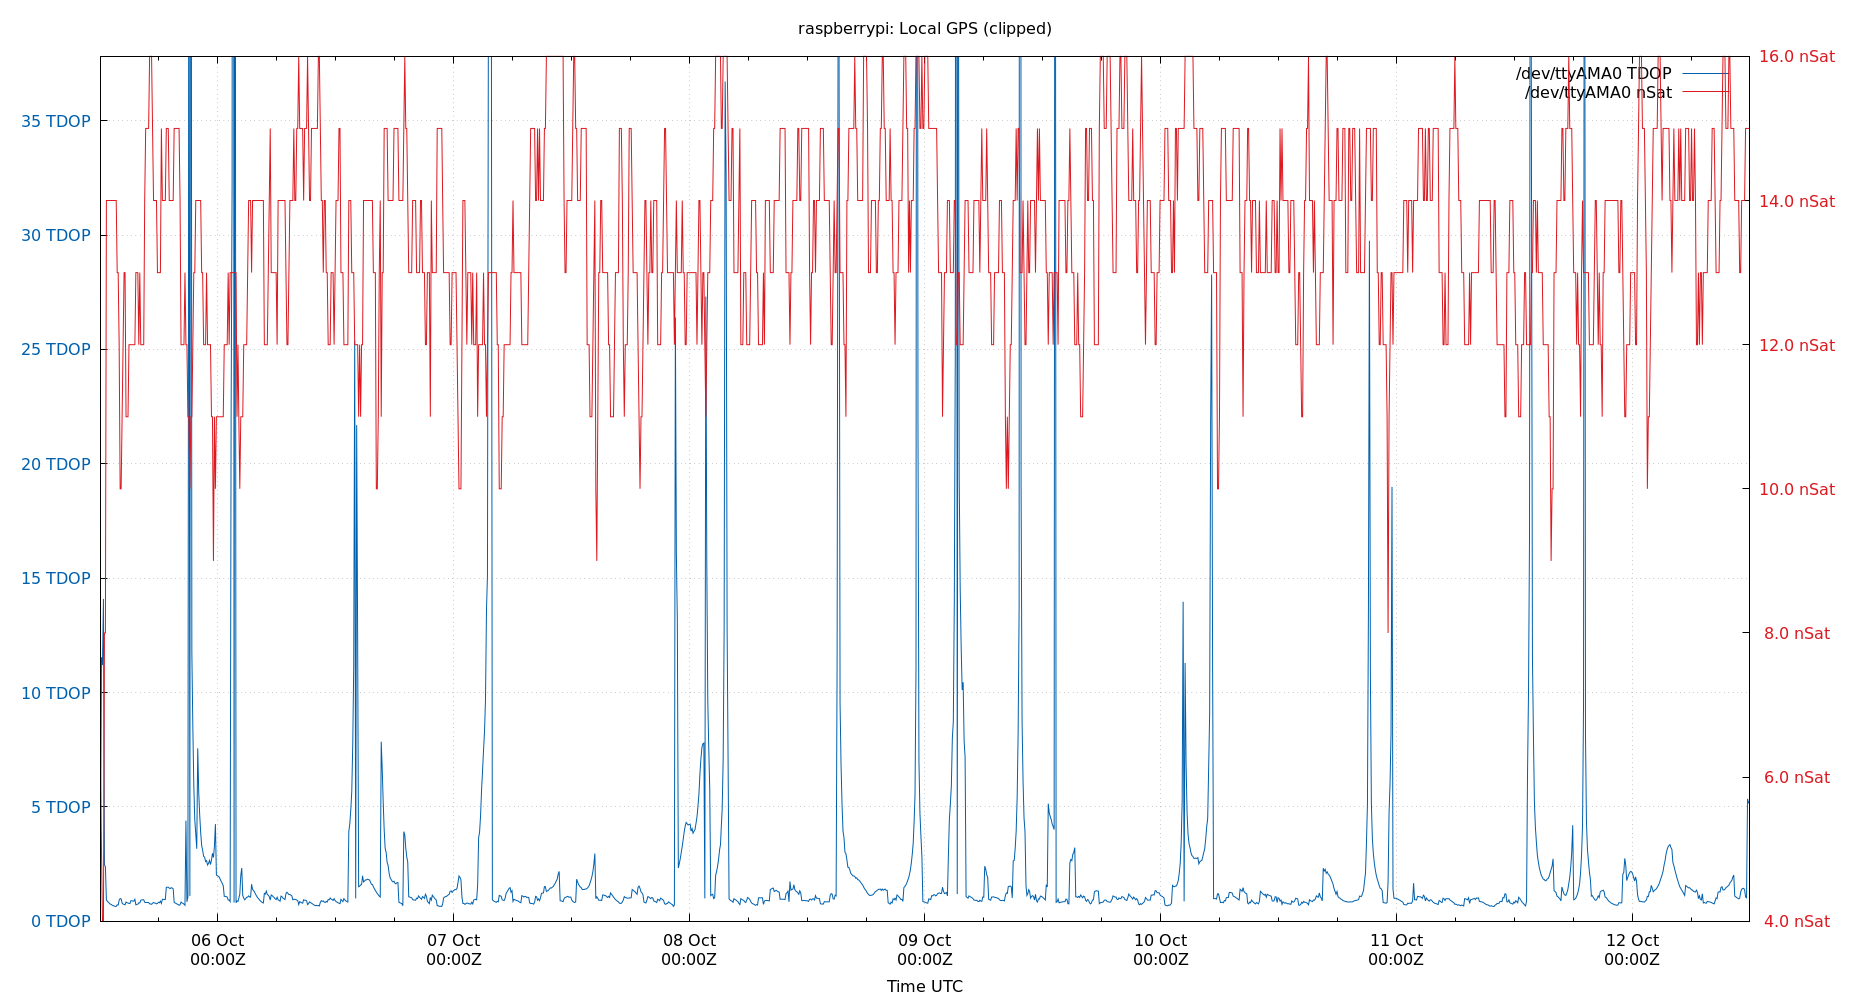 raspberrypi: Local GPS (clipped)
16.0 nSat
/dev/ttyAMA0 TDOP
/dev/ttyAMA0 nSat
35 TDOP
14.0 nSat
30 TDOP
12.0 nSat
25 TDOP
20 TDOP
10.0 nSat
15 TDOP
8.0 nSat
10 TDOP
6.0 nSat
5 TDOP
0 TDOP
4.0 nSat
06 Oct 07 Oct 08 Oct 09 Oct 10 Oct 11 Oct 12 Oct
00:00Z 00:00Z 00:00Z 00:00Z 00:00Z 00:00Z 00:00Z
Time UTC